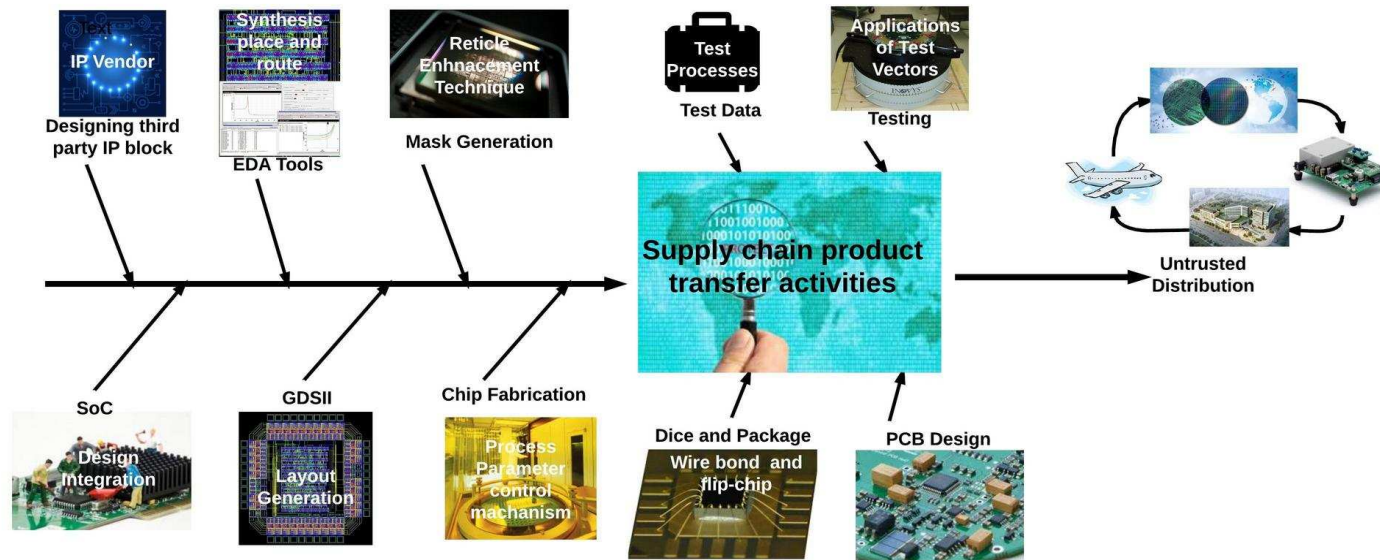 Text
IP Vendor
Designing third
party IP block
Synthesis
place and
route
EDA Tools
Reticle
Enhnacement
Technique
Mask Generation
Test
Processes
Test Data
Applications
of Test
Vectors
Testing
Supply chain product
transfer activities
Untrusted
Distribution
SoC
Design
Integration
GDSII
Layout
Generation
Chip Fabrication
Process
Parameter
control
machanism
Dice and Package
Wire bond and
flip-chip
PCB Design